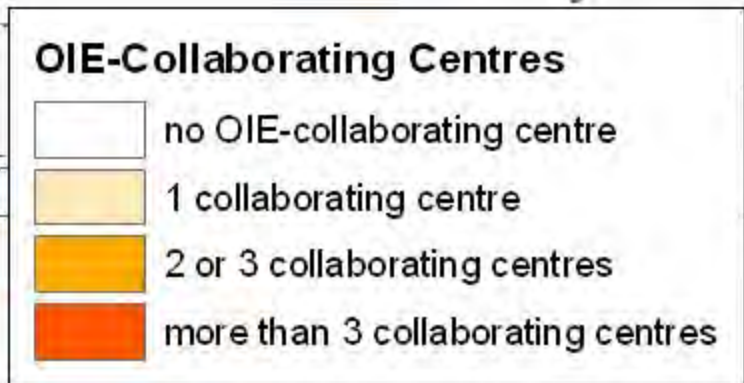 OIE-Collaborating Centres
no OIE-collaborating centre
1 collaborating centre
2 or 3 collaborating centres
more than 3 collaborating centres